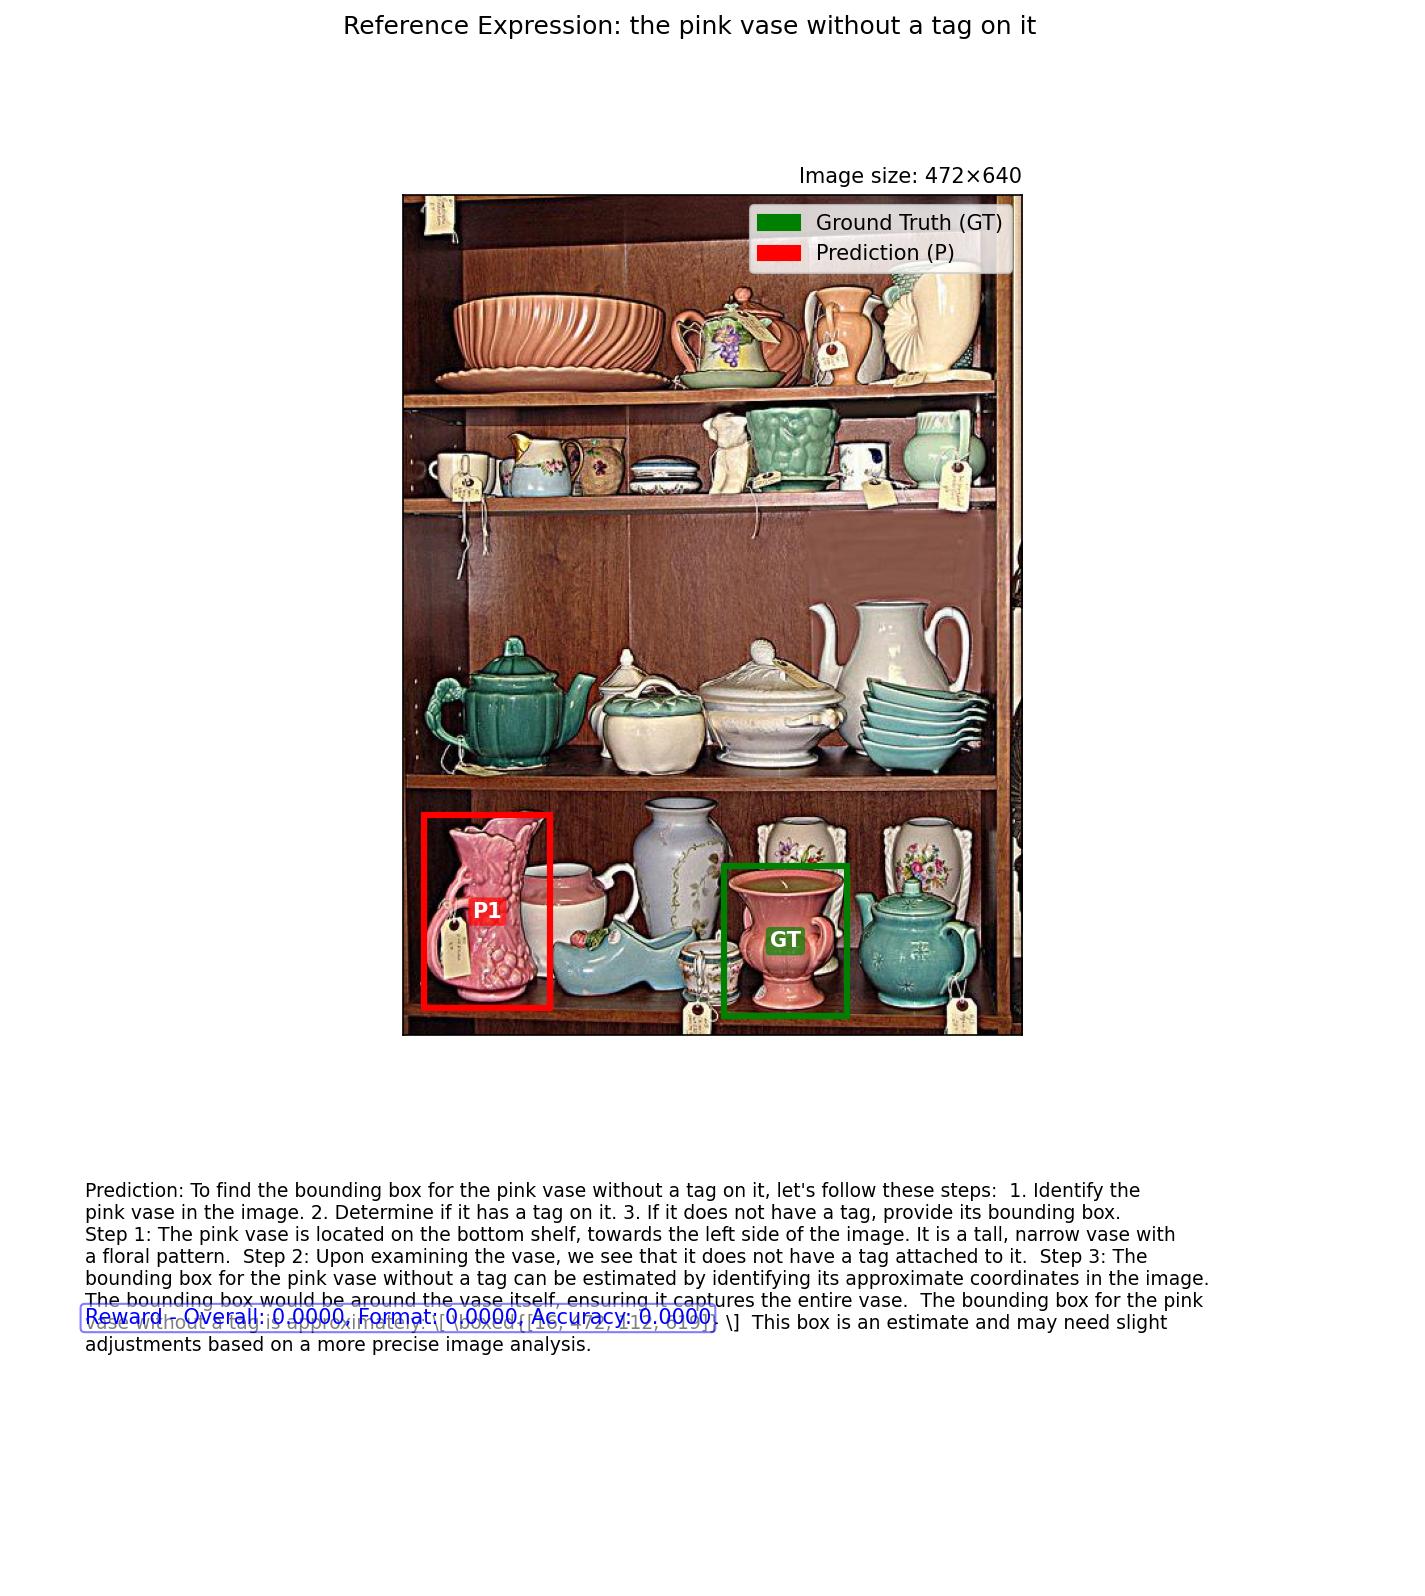 Reference Expression: the pink vase without a tag on it
Image size: 472×640
Ground Truth (GT)
Prediction (P)
P1
GT
Prediction: To find the bounding box for the pink vase without a tag on it, let's follow these steps:  1. Identify the
pink vase in the image. 2. Determine if it has a tag on it. 3. If it does not have a tag, provide its bounding box.
Step 1: The pink vase is located on the bottom shelf, towards the left side of the image. It is a tall, narrow vase with
a floral pattern.  Step 2: Upon examining the vase, we see that it does not have a tag attached to it.  Step 3: The
bounding box for the pink vase without a tag can be estimated by identifying its approximate coordinates in the image.
The bounding box would be around the vase itself, ensuring it captures the entire vase.  The bounding box for the pink
Reward - Overall: 0.0000, Format: 0.0000, Accuracy: 0.0000
vase without a tag is approximately: \[ \boxed{[16, 472, 112, 619]} \]  This box is an estimate and may need slight
adjustments based on a more precise image analysis.